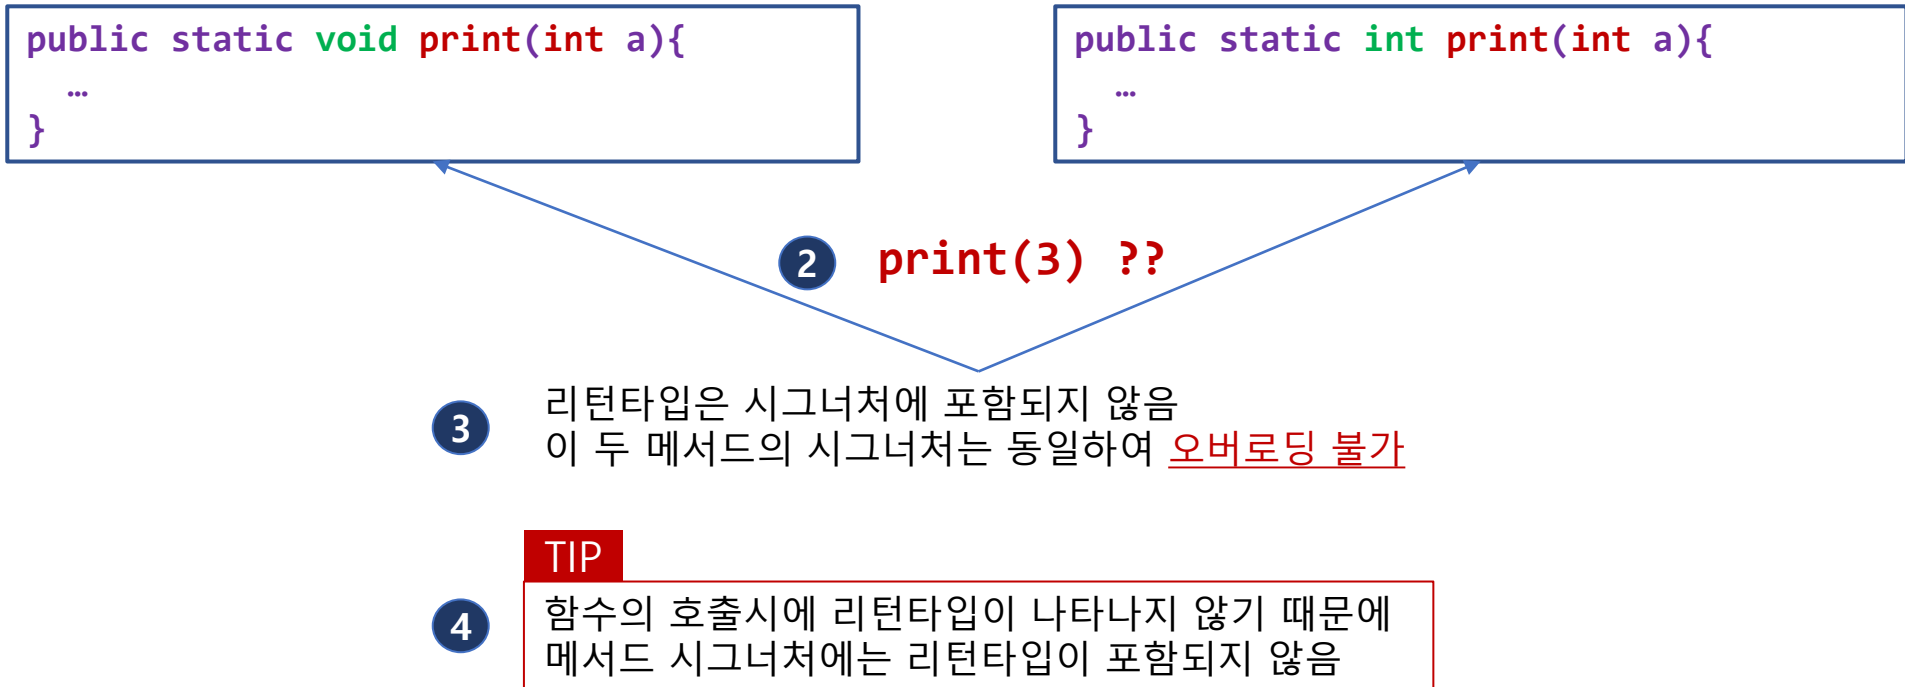 public static void print(int a){
…
}
public static int print(int a){
…
}
2 print(3) ??
3
리턴타입은 시그너처에 포함되지 않음
이 두 메서드의 시그너처는 동일하여 오버로딩 불가
TIP
4
함수의 호출시에 리턴타입이 나타나지 않기 때문에
메서드 시그너처에는 리턴타입이 포함되지 않음